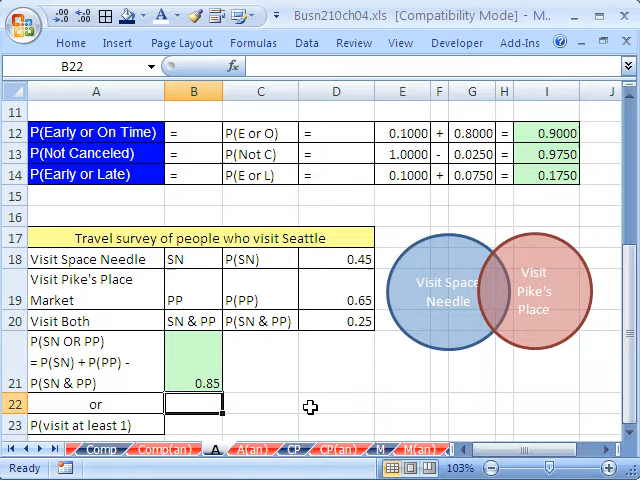 Busn210ch04.xls [Compatibility Mode] - M...
Home Insert Page Layout Formulas Data Review View Developer Add-Ins
B22 fx
A B C D E F G H I J
11
12 P(Early or On Time) = P(E or O) = 0.1000 + 0.8000 = 0.9000
13 P(Not Canceled) = P(Not C) = 1.0000 - 0.0250 = 0.9750
14 P(Early or Late) = P(E or L) = 0.1000 + 0.0750 = 0.1750
15
16
17 Travel survey of people who visit Seattle
18 Visit Space Needle SN P(SN) 0.45
Visit Pike's Place
19 Market PP P(PP) 0.65
20 Visit Both SN & PP P(SN & PP) 0.25
P(SN OR PP)
= P(SN) + P(PP) -
21 P(SN & PP) 0.85
22 or
23 P(visit at least 1)
Visit Space
Needle
Visit
Pike's
Place
Comp Comp(an) A A(an) CP CP(an) M M(an)
Ready 103%